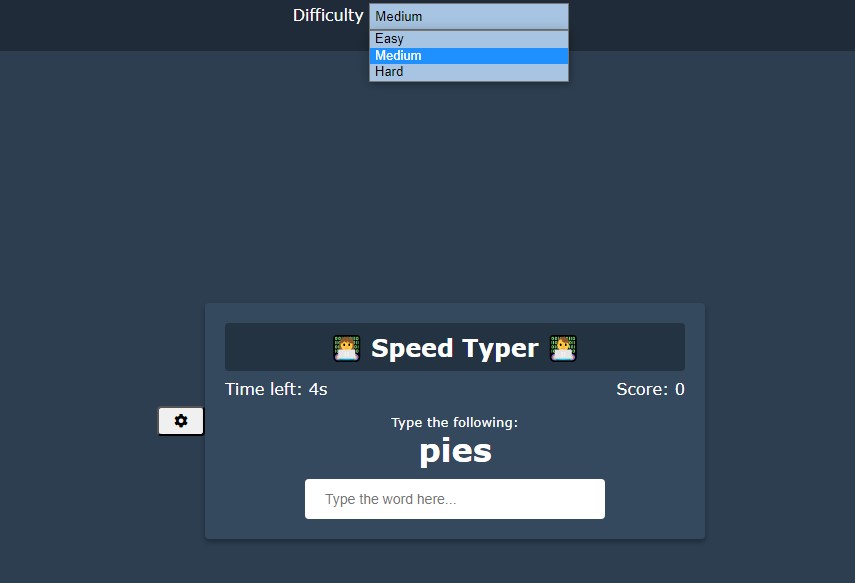 Difficulty Medium
Easy
Medium
Hard
Speed Typer
Time left: 4s Score: 0
Type the following:
pies
Type the word here...